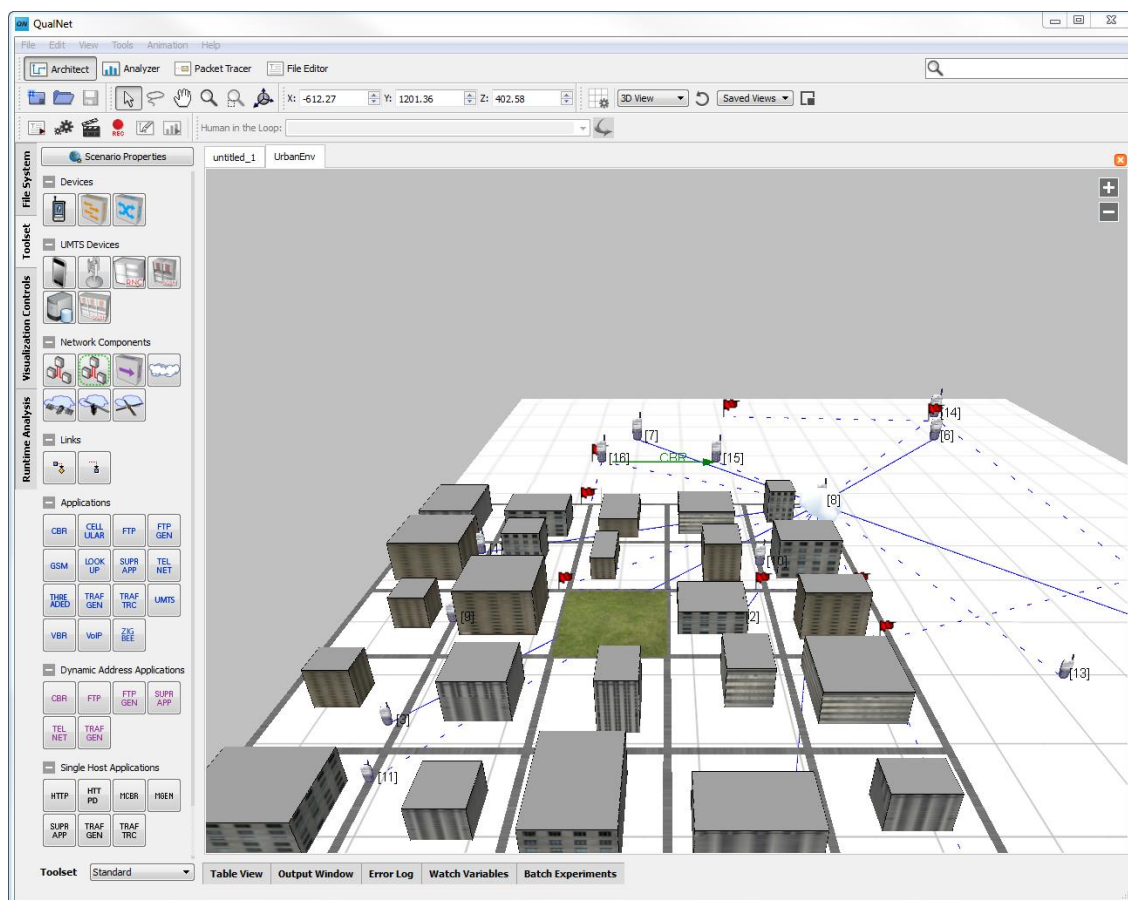 QualNet
File Edit View Tools Animation Help
Architect Analyzer Packet Tracer File Editor
X: -612.27 Y: 1201.36 Z: 402.58 3D View Saved Views
REC Human in the Loop:
File System
Toolset
Visualization Controls
Runtime Analysis
Scenario Properties
untitled_1 UrbanEnv
Devices
UMTS Devices
RNC
Network Components
Links
Applications
CBR CELL ULAR FTP FTP GEN
GSM LOOK UP SUPR APP TEL NET
THRE ADED TRAF GEN TRAF TRC UMTS
VBR VoIP ZIG BEE
Dynamic Address Applications
CBR FTP FTP GEN SUPR APP
TEL NET TRAF GEN
Single Host Applications
HTTP HTT PD MCBR MGEN
SUPR APP TRAF GEN TRAF TRC
[14]
[7] [6]
[16] CBR [15]
[8]
[10]
[9] [2]
[13]
[3]
[11]
Toolset Standard
Table View Output Window Error Log Watch Variables Batch Experiments